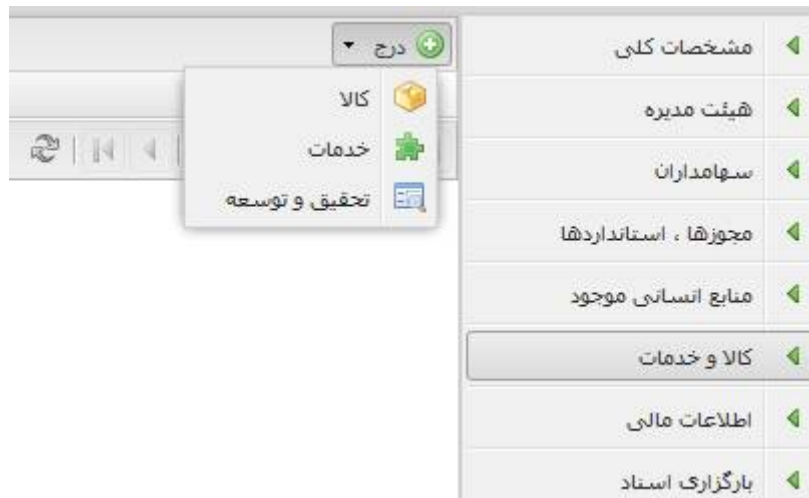 مشخصات کلی
هیئت مدیره
سهامداران
مجوزها ، استانداردها
منابع انسانی موجود
کالا و خدمات
اطلاعات مالی
بارگزاری اسناد
درج
کالا
خدمات
تحقیق و توسعه